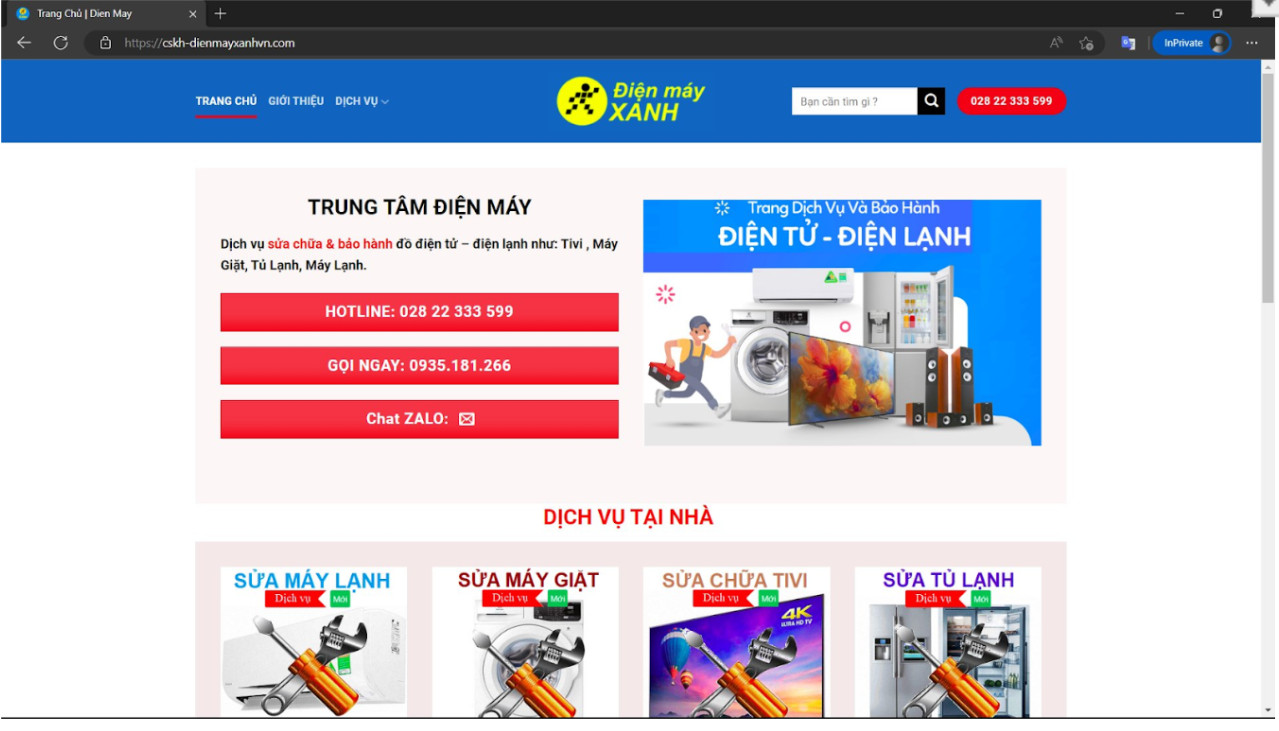 Trang Chủ | Dien May
https://cskh-dienmayxanhvn.com
InPrivate
TRANG CHỦ GIỚI THIỆU DỊCH VỤ
Điện máy
XANH
Bạn cần tìm gì ?
028 22 333 599
TRUNG TÂM ĐIỆN MÁY
Dịch vụ sửa chữa & bảo hành đồ điện tử – điện lạnh như: Tivi , Máy
Giặt, Tủ Lạnh, Máy Lạnh.
HOTLINE: 028 22 333 599
GỌI NGAY: 0935.181.266
Chat ZALO:
Trang Dịch Vụ Và Bảo Hành
ĐIỆN TỬ - ĐIỆN LẠNH
DỊCH VỤ TẠI NHÀ
SỬA MÁY LẠNH
Dịch vụ Mới
SỬA MÁY GIẶT
Dịch vụ Mới
SỬA CHỮA TIVI
Dịch vụ Mới
4K
ULTRA HD TV
SỬA TỦ LẠNH
Dịch vụ Mới